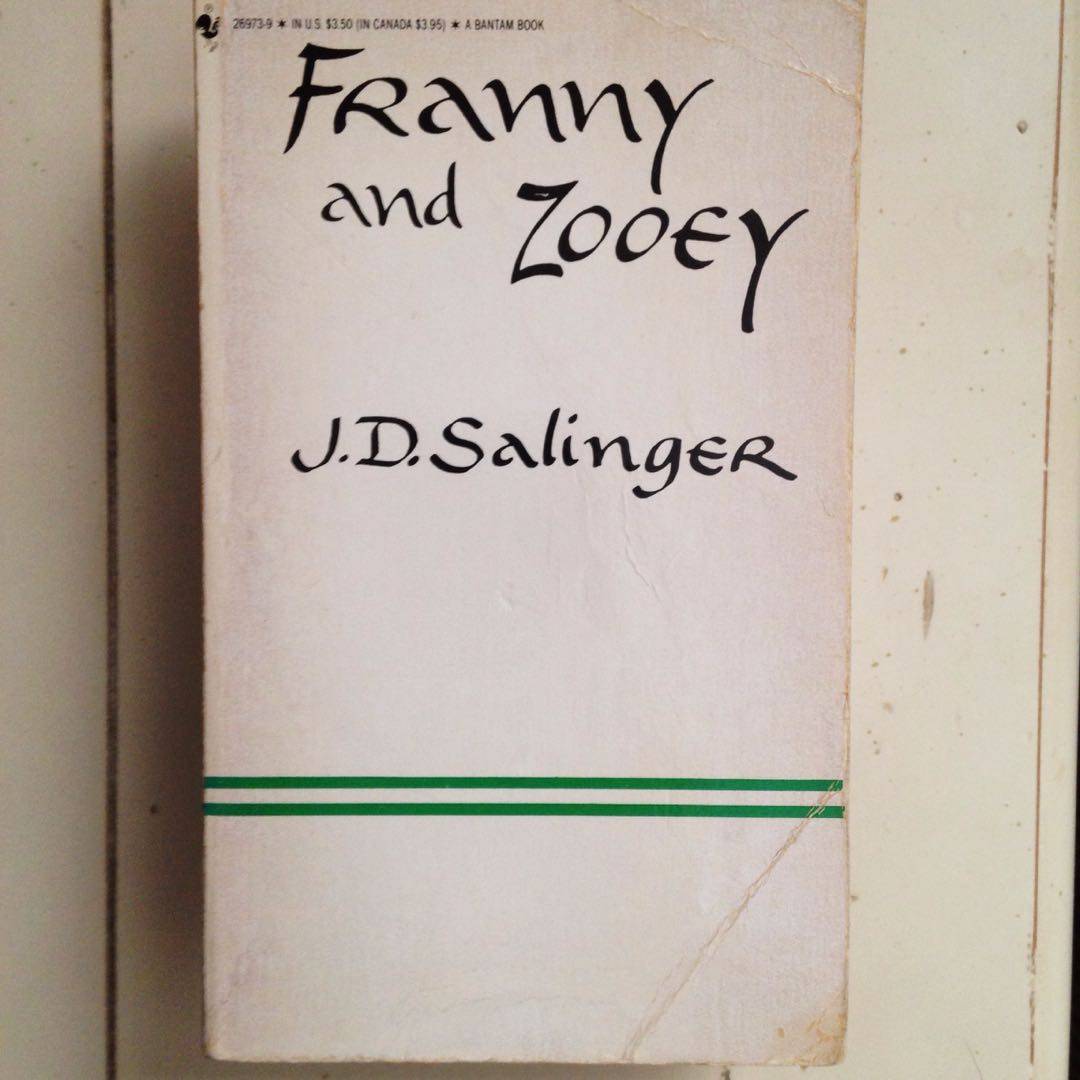 26973-9 ★ IN U.S. $3.50 (IN CANADA $3.95) ★ A BANTAM BOOK
Franny
and Zooey
J.D. Salinger